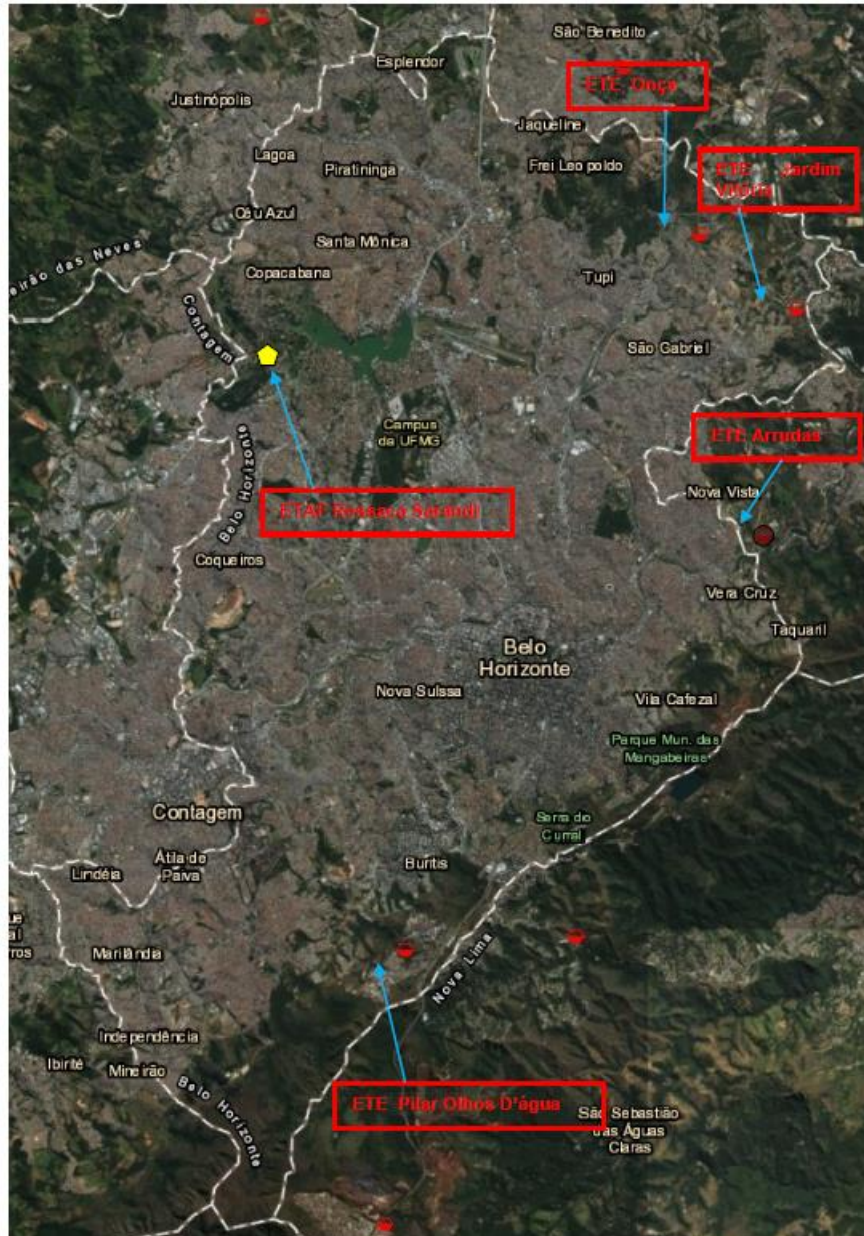 São Benedito
Esplendor
ETE Onça
Justinópolis
Jaqueline
Lagoa
Piratininga
Frei Leopoldo
ETE Jardim
Vitória
Céu Azul
Santa Mônica
eirão das Neves
Copacabana
Tupi
Contagem
São Gabriel
Campus
da UFMG
ETE Arrudas
Belo Horizonte
Nova Vista
ETAF Ressaca Sarandi
Coqueiros
Vera Cruz
Taquaril
Belo
Horizonte
Nova Suíssa
Vila Cafezal
Parque Mun. das
Mangabeiras
Contagem
Serra do
Curral
Átila de
Paiva
Buritis
Lindéia
ue
al
rros
Marilândia
Nova Lima
Independência
Ibirité
Mineirão
Belo Horizonte
ETE Pilar Olhos D'água
São Sebastião
das Águas
Claras